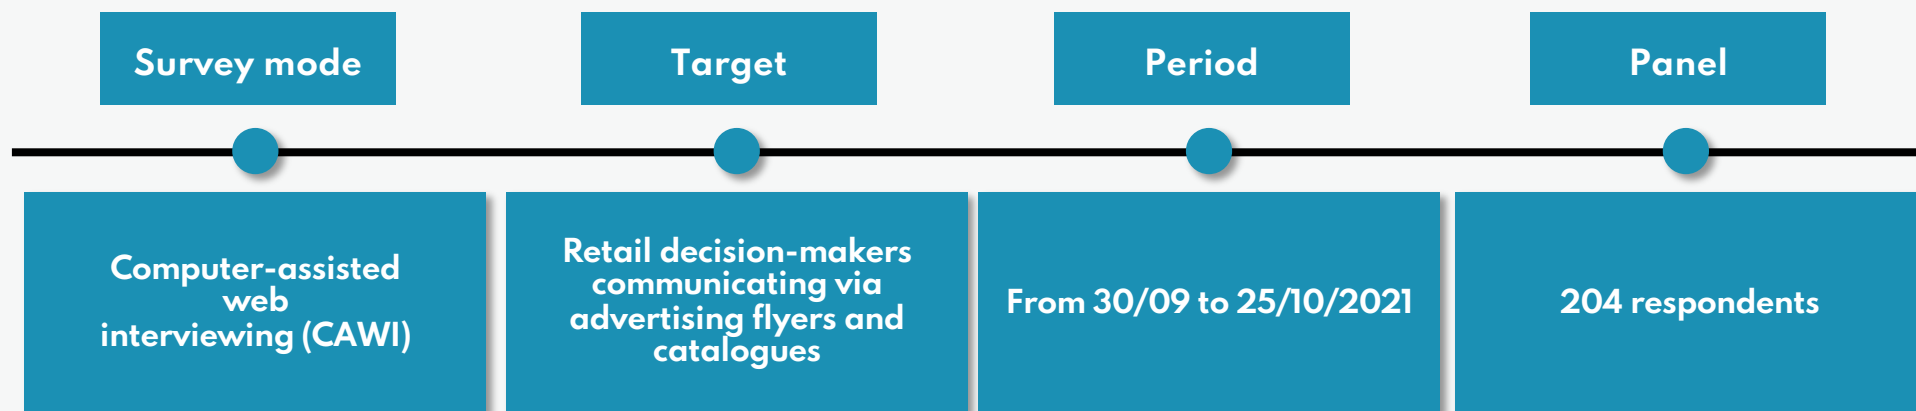 Survey mode
Target
Period
Panel
Computer-assisted
web
interviewing (CAWI)
Retail decision-makers
communicating via
advertising flyers and
catalogues
From 30/09 to 25/10/2021
204 respondents